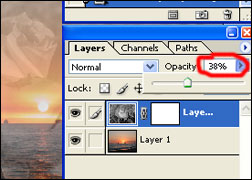 Layers Channels Paths
Normal Opacity: 38%
Lock:
Laye...
Layer 1